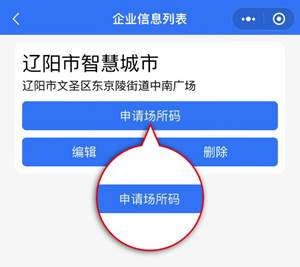 企业信息列表
辽阳市智慧城市
辽阳市文圣区东京陵街道中南广场
申请场所码
编辑 删除
申请场所码